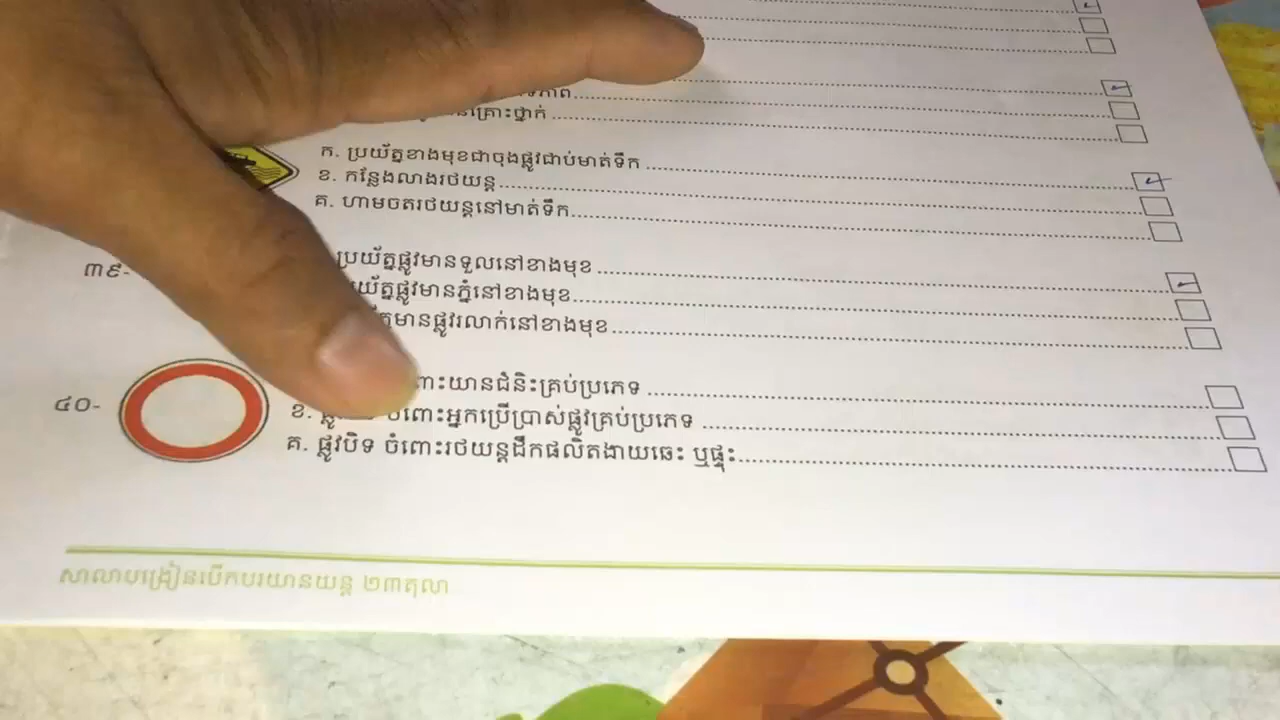 គ្រោះថ្នាក់
ក. ប្រយ័ត្នខាងមុខជាចុងផ្លូវជាប់មាត់ទឹក
ខ. កន្លែងលាងរថយន្ត
គ. ហាមចតរថយន្តនៅមាត់ទឹក
៣៩- ប្រយ័ត្នផ្លូវមានទួលនៅខាងមុខ
ផ្លូវមានភ្នំនៅខាងមុខ
មានផ្លូវរលាក់នៅខាងមុខ
៤០- យានជំនិះគ្រប់ប្រភេទ
ខ. ចំពោះអ្នកប្រើប្រាស់ផ្លូវគ្រប់ប្រភេទ
គ. ផ្លូវបិទ ចំពោះរថយន្តដឹកផលិតងាយឆេះ ឬផ្ទុះ
សាលាបង្រៀនបើកបរយានយន្ត ២៣តុលា